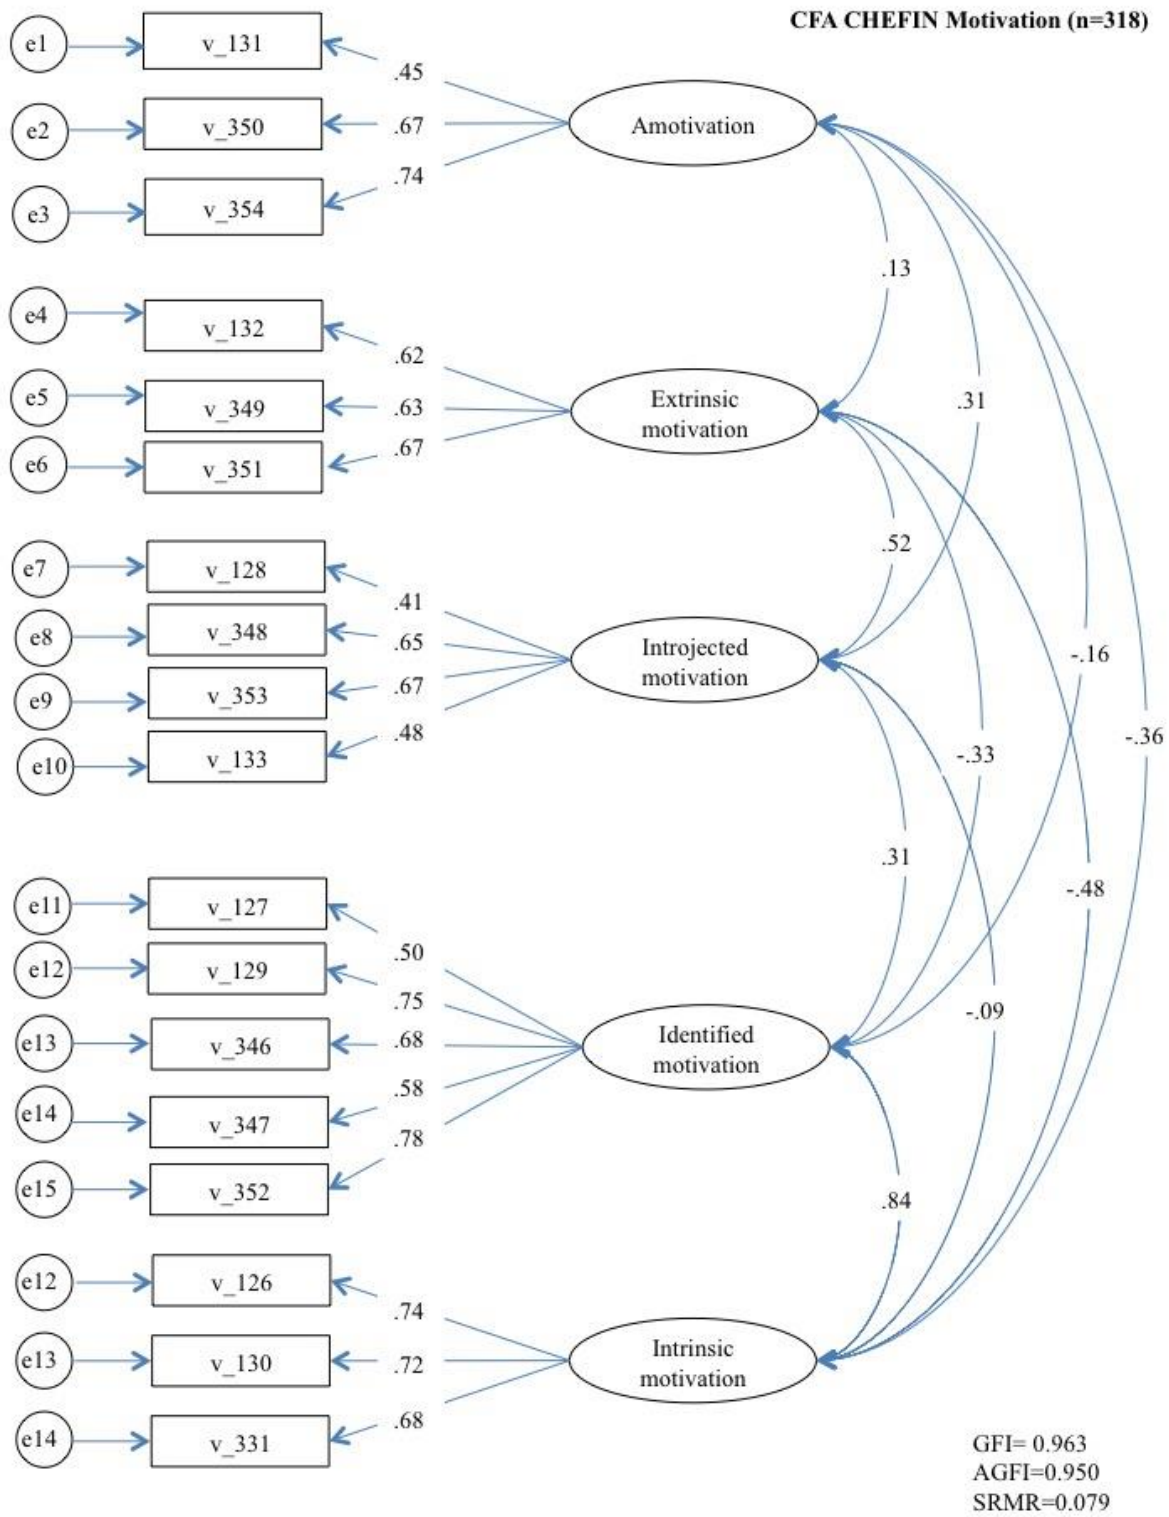 CFA CHEFIN Motivation (n=318)
e1
v_131
.45
e2
v_350
.67
Amotivation
e3
v_354
.74
.13
e4
v_132
.62
e5
v_349
.63
Extrinsic
motivation
.31
e6
v_351
.67
.52
e7
v_128
.41
e8
v_348
.65
Introjected
motivation
-.16
e9
v_353
.67
e10
v_133
.48
-.36
-.33
.31
-.48
e11
v_127
.50
e12
v_129
.75
-.09
e13
v_346
.68
Identified
motivation
e14
v_347
.58
e15
v_352
.78
.84
e12
v_126
.74
e13
v_130
.72
Intrinsic
motivation
e14
v_331
.68
GFI= 0.963
AGFI=0.950
SRMR=0.079